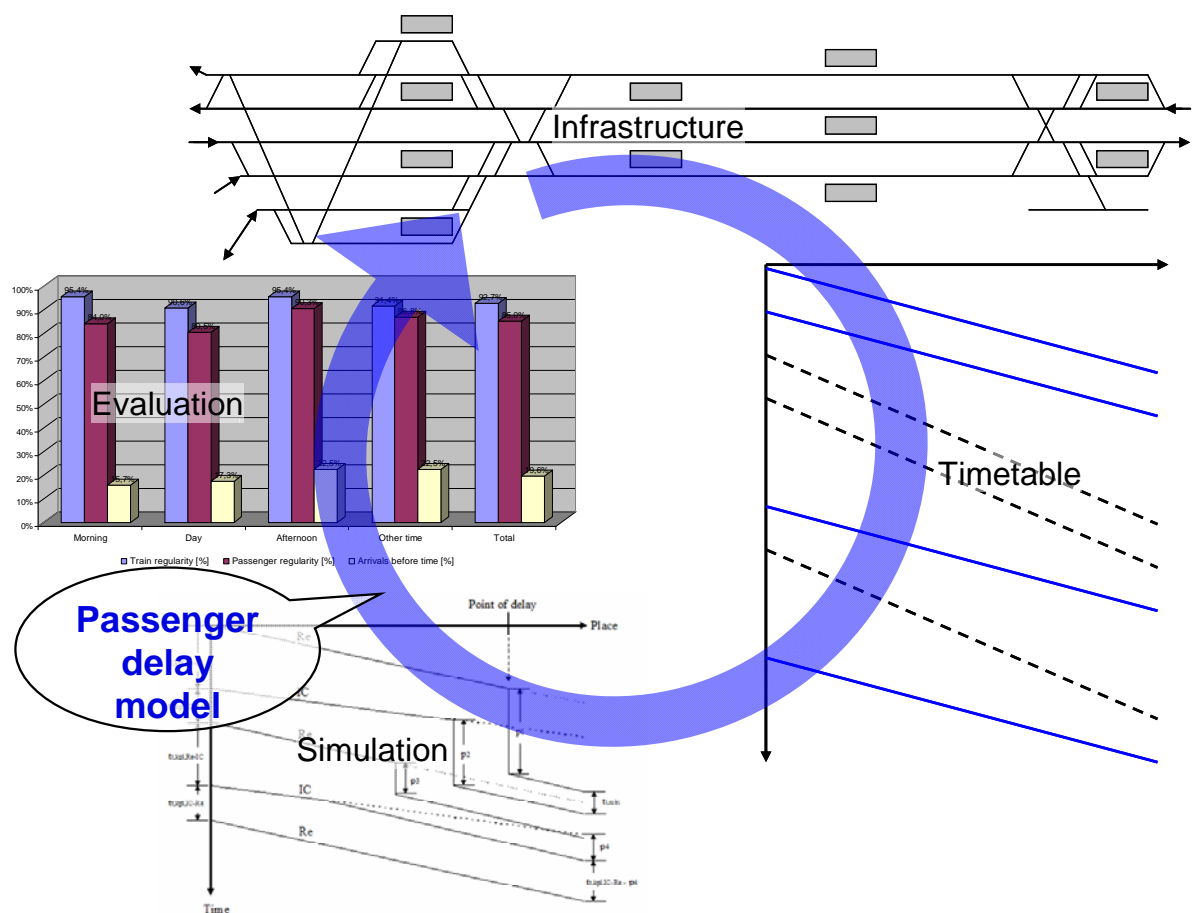 Infrastructure
100%
90%
80%
70%
60%
50%
40%
30%
20%
10%
0%
95,4%
95,4%
92,7%
Evaluation
Morning
Day
Afternoon
Other time
Total
Train regularity [%]
Passenger regularity [%]
Arrivals before time [%]
Timetable
Passenger
delay
model
Point of delay
Place
Re
IC
Re
Simulation
p2
p3
IC
Re
p4
Time